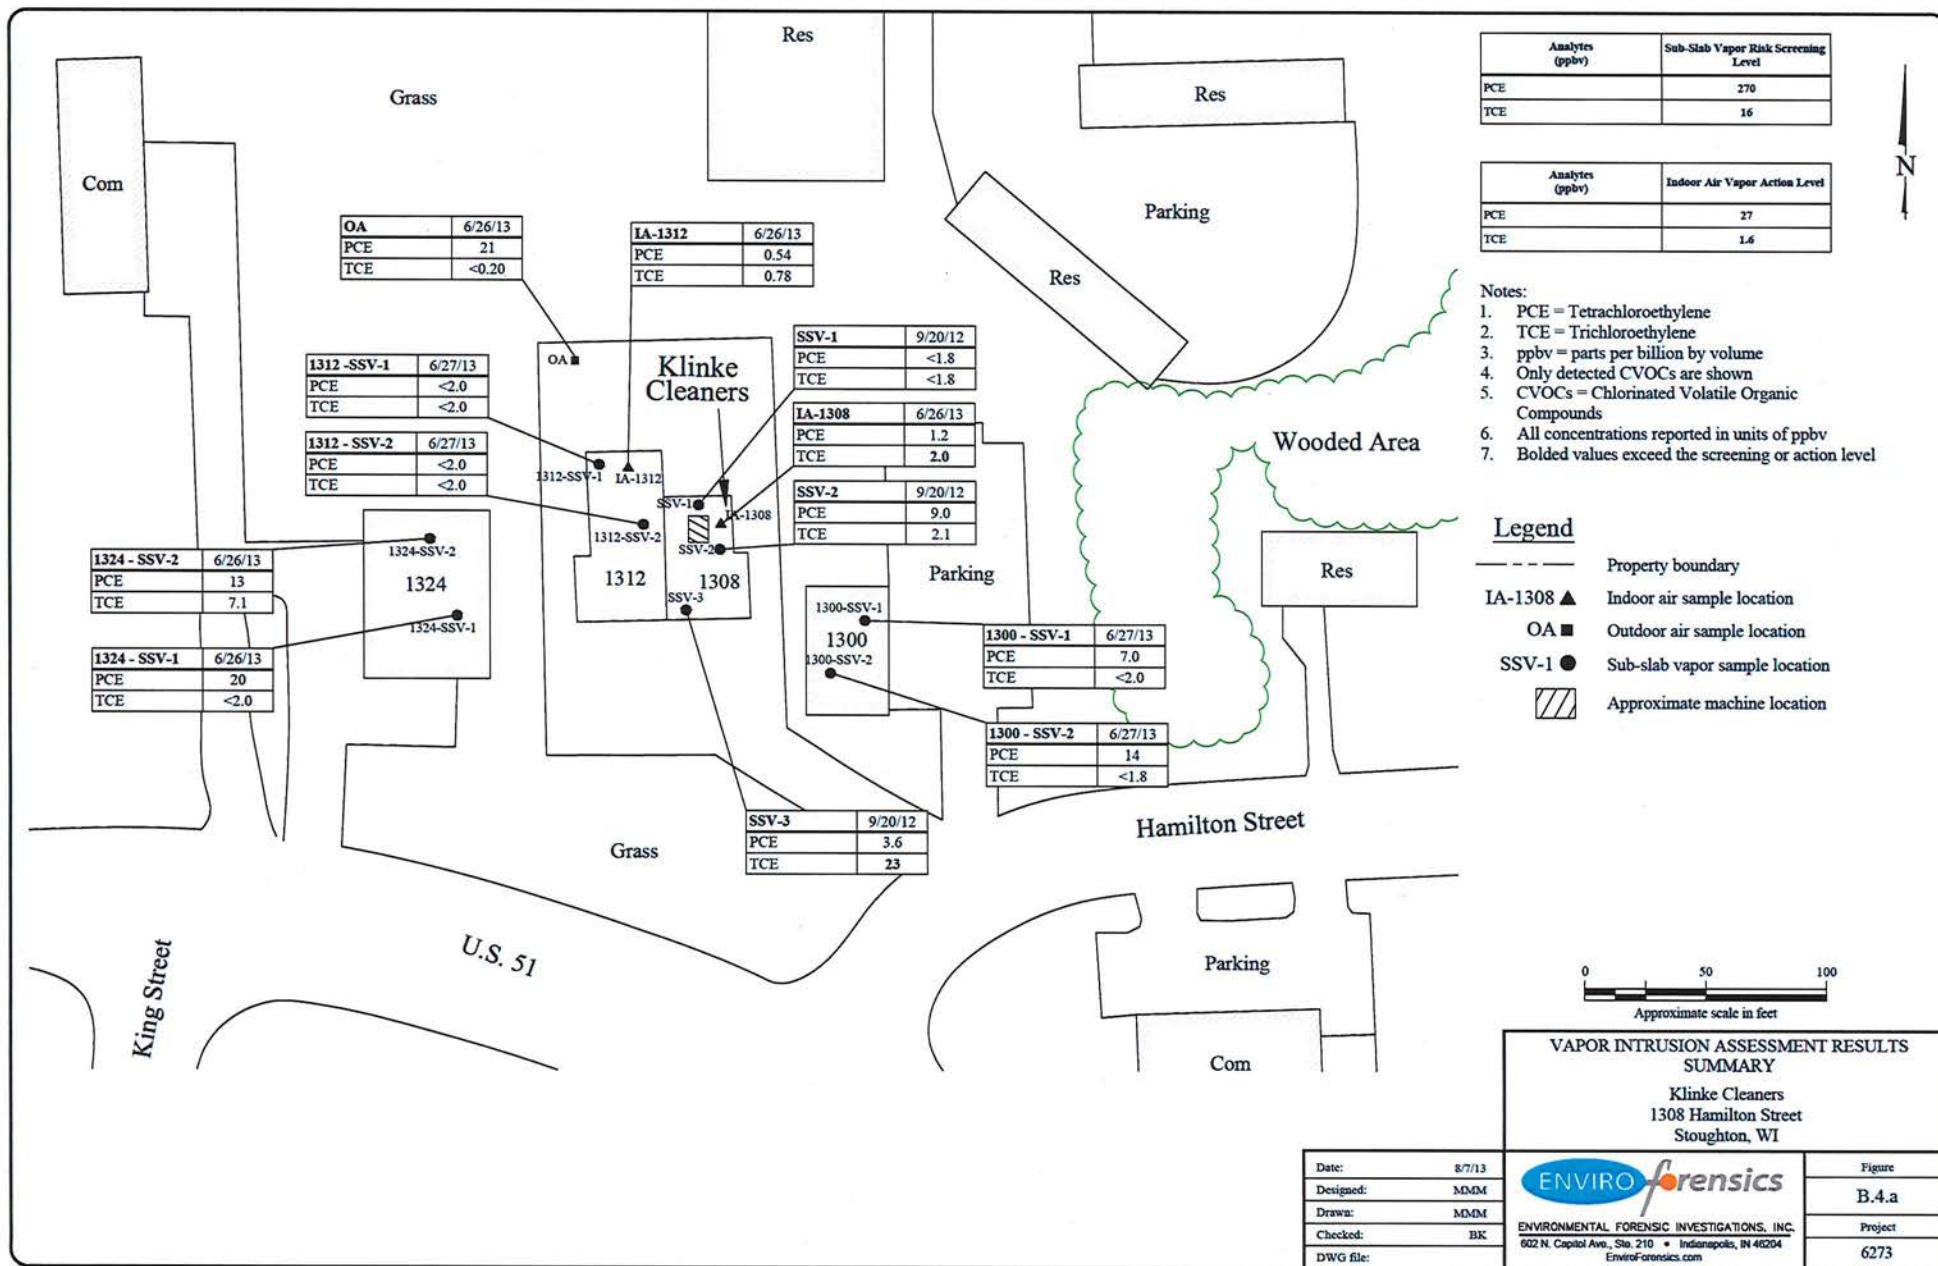 Res
Grass
Res
Com
Parking
Res
Analytes (ppbv) Sub-Slab Vapor Risk Screening Level
PCE 270
TCE 16
Analytes (ppbv) Indoor Air Vapor Action Level
PCE 27
TCE 1.6
N
OA 6/26/13
PCE 21
TCE <0.20
IA-1312 6/26/13
PCE 0.54
TCE 0.78
Notes:
1. PCE = Tetrachloroethylene
2. TCE = Trichloroethylene
3. ppbv = parts per billion by volume
4. Only detected CVOCs are shown
5. CVOCs = Chlorinated Volatile Organic
Compounds
6. All concentrations reported in units of ppbv
7. Bolded values exceed the screening or action level
SSV-1 9/20/12
PCE <1.8
TCE <1.8
OA
Klinke
Cleaners
1312 -SSV-1 6/27/13
PCE <2.0
TCE <2.0
IA-1308 6/26/13
PCE 1.2
TCE 2.0
1312 - SSV-2 6/27/13
PCE <2.0
TCE <2.0
Wooded Area
SSV-2 9/20/12
PCE 9.0
TCE 2.1
1312-SSV-1
IA-1312
SSV-1
IA-1308
1312-SSV-2
SSV-2
1312
1308
SSV-3
1324 - SSV-2 6/26/13
PCE 13
TCE 7.1
1324-SSV-2
1324
1324-SSV-1
1324 - SSV-1 6/26/13
PCE 20
TCE <2.0
Parking
Res
1300-SSV-1
1300
1300-SSV-2
1300 - SSV-1 6/27/13
PCE 7.0
TCE <2.0
1300 - SSV-2 6/27/13
PCE 14
TCE <1.8
Legend
Property boundary
IA-1308 Indoor air sample location
OA Outdoor air sample location
SSV-1 Sub-slab vapor sample location
Approximate machine location
SSV-3 9/20/12
PCE 3.6
TCE 23
Grass
Hamilton Street
U.S. 51
King Street
Parking
Com
0 50 100
Approximate scale in feet
VAPOR INTRUSION ASSESSMENT RESULTS
SUMMARY
Klinke Cleaners
1308 Hamilton Street
Stoughton, WI
Date: 8/7/13
Designed: MMM
Drawn: MMM
Checked: BK
DWG file:
ENVIRO forensics
ENVIRONMENTAL FORENSIC INVESTIGATIONS, INC.
602 N. Capitol Ave., Ste. 210 • Indianapolis, IN 46204
EnviroForensics.com
Figure
B.4.a
Project
6273